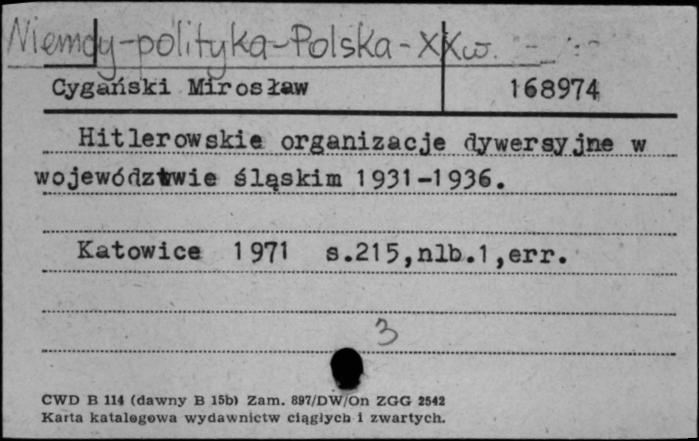 Niemcy-polityka-Polska-XXw.
Cygański Mirosław 168974
Hitlerowskie organizacje dywersyjne w
województwie śląskim 1931-1936.
Katowice 1971 s.215,nlb.1,err.
3
CWD B 114 (dawny B 15b) Zam. 897/DW/On ZGG 2542
Karta katalogowa wydawnictw ciągłych i zwartych.